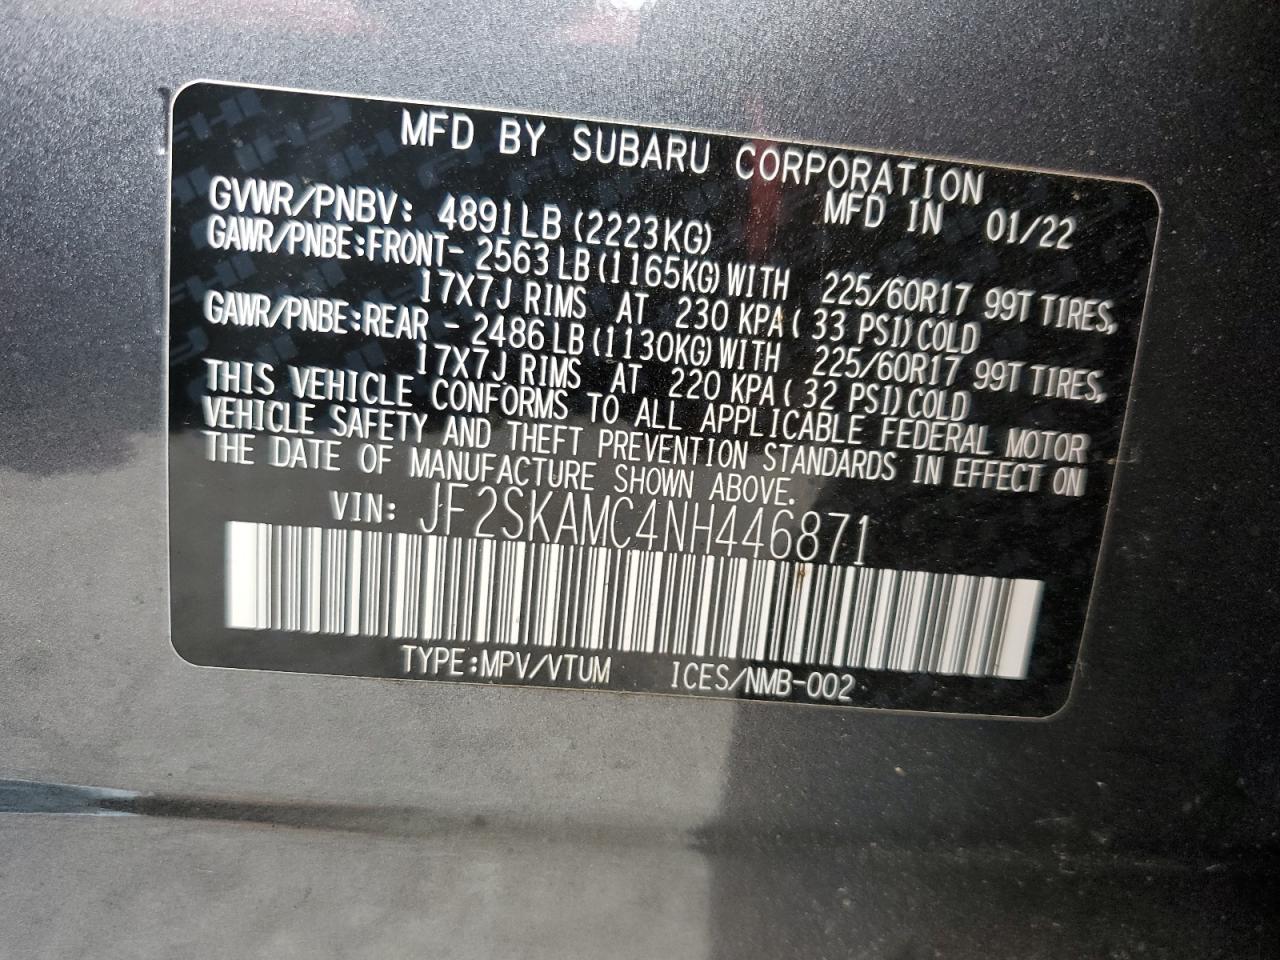 MFD BY SUBARU CORPORATION
MFD IN 01/22
GVWR/PNBV: 4891LB (2223KG)
GAWR/PNBE:FRONT- 2563 LB (1165KG) WITH 225/60R17 99T TIRES,
17X7J RIMS AT 230 KPA ( 33 PSI) COLD
GAWR/PNBE:REAR - 2486 LB (1130KG) WITH 225/60R17 99T TIRES,
17X7J RIMS AT 220 KPA ( 32 PSI) COLD
THIS VEHICLE CONFORMS TO ALL APPLICABLE FEDERAL MOTOR
VEHICLE SAFETY AND THEFT PREVENTION STANDARDS IN EFFECT ON
THE DATE OF MANUFACTURE SHOWN ABOVE.
VIN: JF2SKAMC4NH446871
TYPE:MPV/VTUM ICES/NMB-002